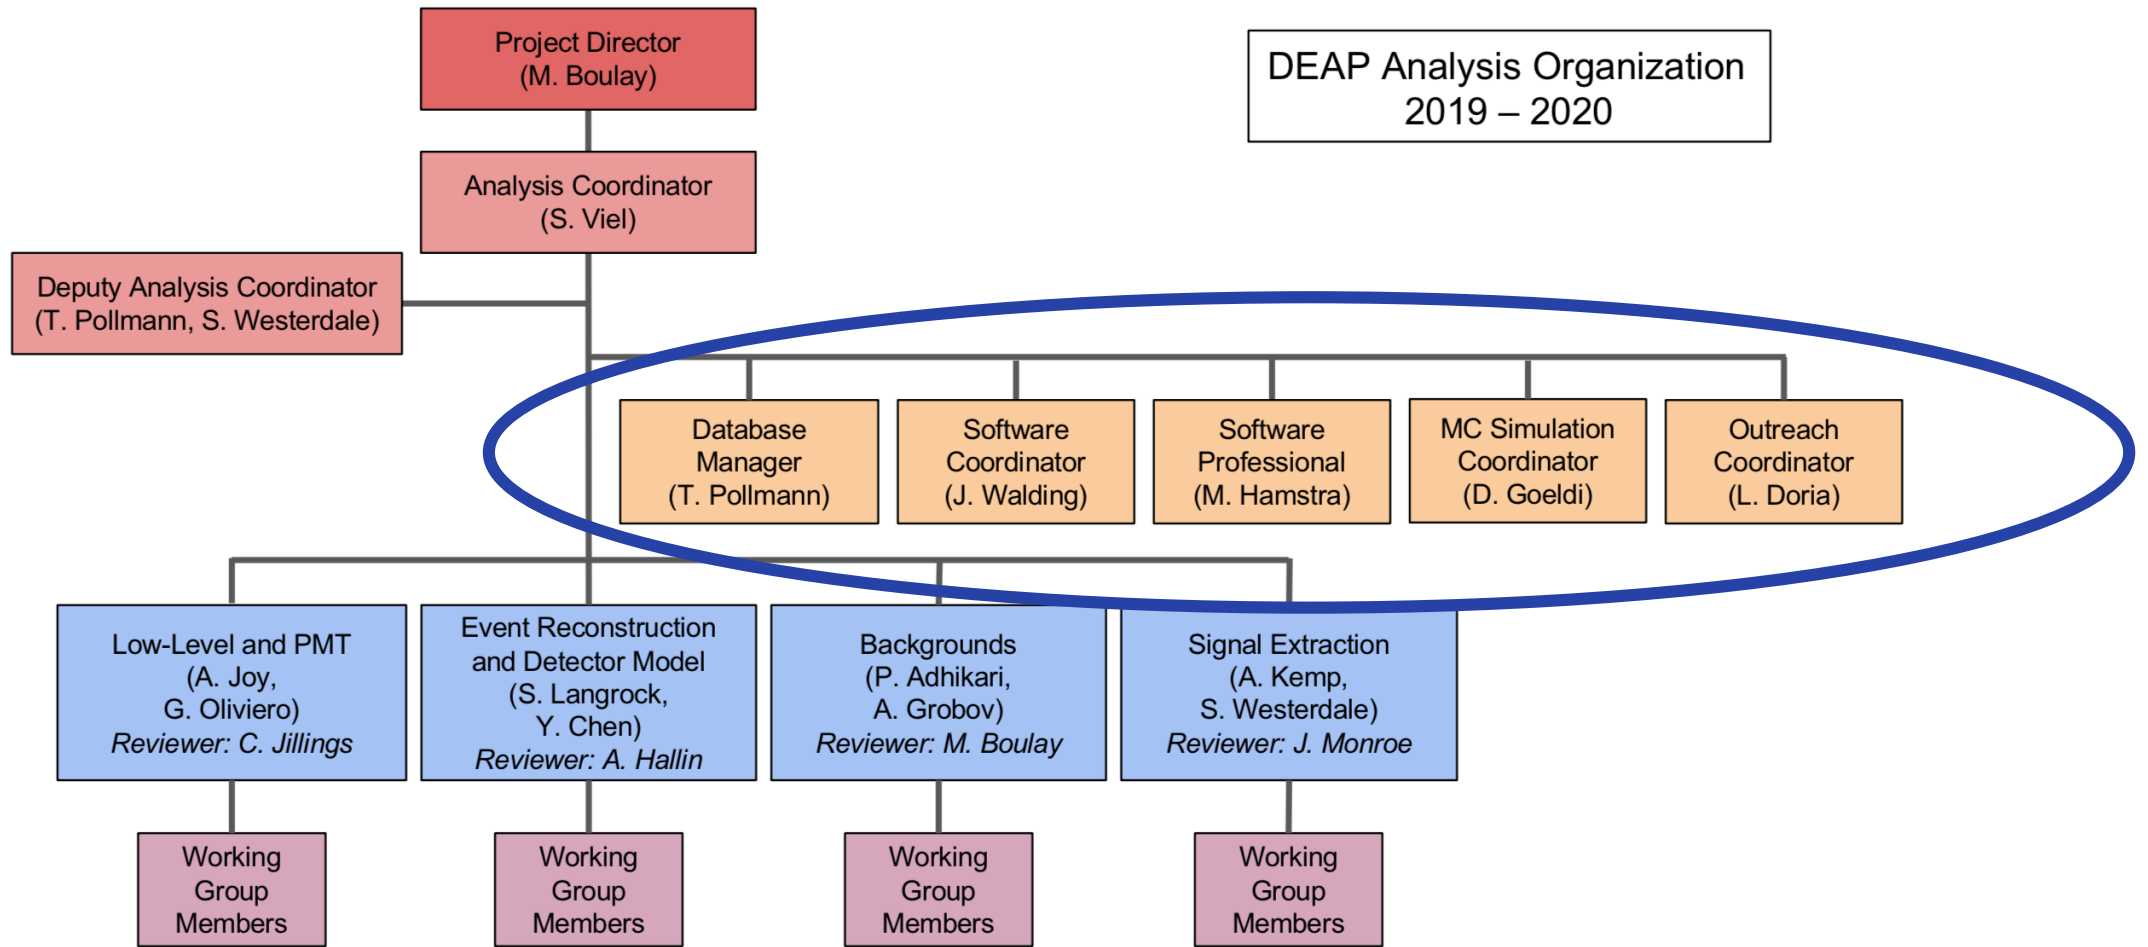 Project Director
(M. Boulay)
DEAP Analysis Organization
2019 – 2020
Analysis Coordinator
(S. Viel)
Deputy Analysis Coordinator
(T. Pollmann, S. Westerdale)
Database
Manager
(T. Pollmann)
Software
Coordinator
(J. Walding)
Software
Professional
(M. Hamstra)
MC Simulation
Coordinator
(D. Goeldi)
Outreach
Coordinator
(L. Doria)
Low-Level and PMT
(A. Joy,
G. Oliviero)
Reviewer: C. Jillings
Event Reconstruction
and Detector Model
(S. Langrock,
Y. Chen)
Reviewer: A. Hallin
Backgrounds
(P. Adhikari,
A. Grobov)
Reviewer: M. Boulay
Signal Extraction
(A. Kemp,
S. Westerdale)
Reviewer: J. Monroe
Working
Group
Members
Working
Group
Members
Working
Group
Members
Working
Group
Members